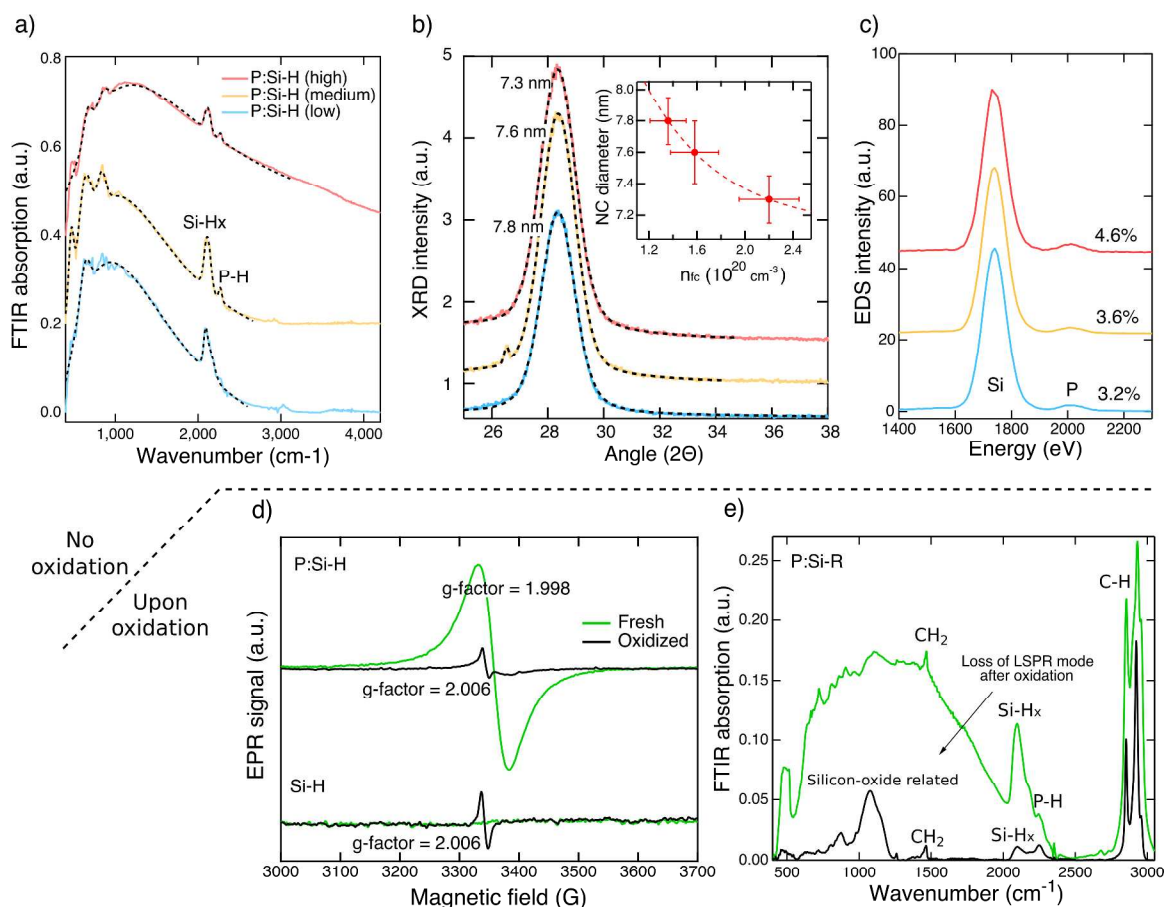 a)
FTIR absorption (a.u.)
0.8
0.6
0.4
0.2
0.0
P:Si-H (high)
P:Si-H (medium)
P:Si-H (low)
Si-Hx
P-H
1,000
2,000
3,000
4,000
Wavenumber (cm-1)
b)
XRD intensity (a.u.)
5
4
3
2
1
7.3 nm
7.6 nm
7.8 nm
NC diameter (nm)
8.0
7.8
7.6
7.4
7.2
1.2
1.6
2.0
2.4
nfc (10²⁰ cm⁻³)
26
28
30
32
34
36
38
Angle (2Θ)
c)
EDS intensity (a.u.)
100
80
60
40
20
0
4.6%
3.6%
3.2%
Si
P
1400
1600
1800
2000
2200
Energy (eV)
No
oxidation
Upon
oxidation
d)
EPR signal (a.u.)
P:Si-H
g-factor = 1.998
Fresh
Oxidized
g-factor = 2.006
Si-H
g-factor = 2.006
3000
3100
3200
3300
3400
3500
3600
3700
Magnetic field (G)
e)
FTIR absorption (a.u.)
0.25
0.20
0.15
0.10
0.05
0.00
P:Si-R
C-H
CH₂
Loss of LSPR mode
after oxidation
Si-Hx
Silicon-oxide related
P-H
CH₂
Si-Hx
500
1000
1500
2000
2500
3000
Wavenumber (cm⁻¹)